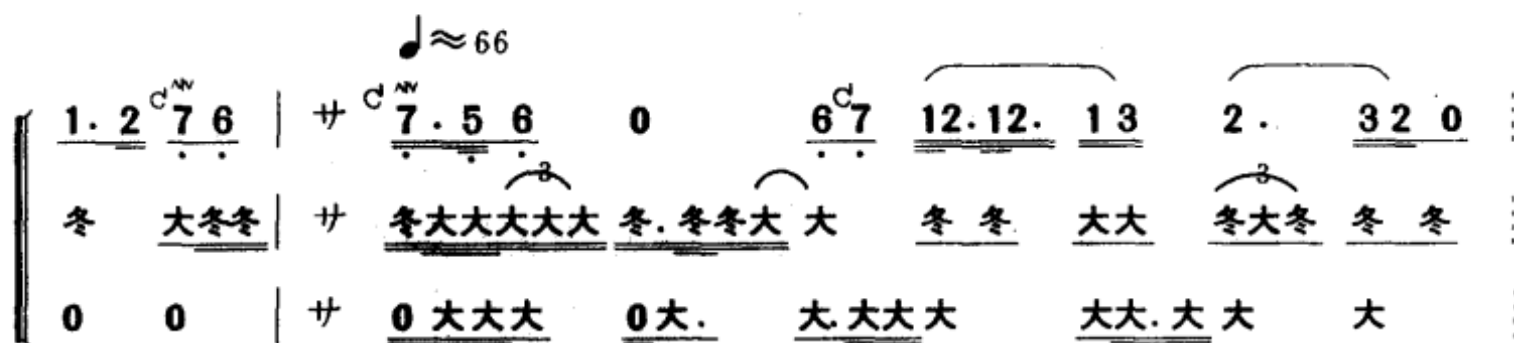 ≈ 66
1. 2 7 6 | サ 7. 5 6 0 6 7 12.12. 13 2. 3 2 0
3 3
冬 大冬冬 | サ 冬大大大大大 冬.冬冬大 大 冬 冬 大大 冬大冬 冬 冬
0 0 | サ 0 大大大 0大. 大.大大大 大大.大 大 大